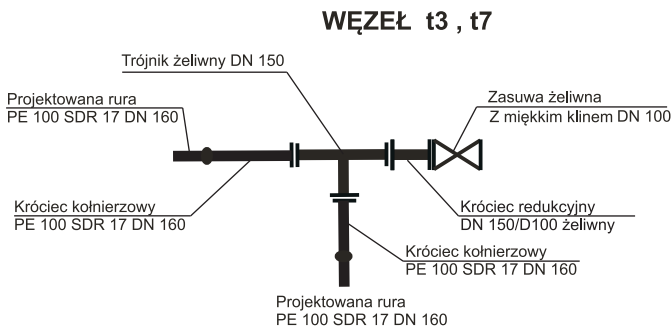 WĘZEŁ t3 , t7
Trójnik żeliwny DN 150
Projektowana rura
PE 100 SDR 17 DN 160
Zasuwa żeliwna
Z miękkim klinem DN 100
Króciec kołnierzowy
PE 100 SDR 17 DN 160
Króciec redukcyjny
DN 150/D100 żeliwny
Króciec kołnierzowy
PE 100 SDR 17 DN 160
Projektowana rura
PE 100 SDR 17 DN 160